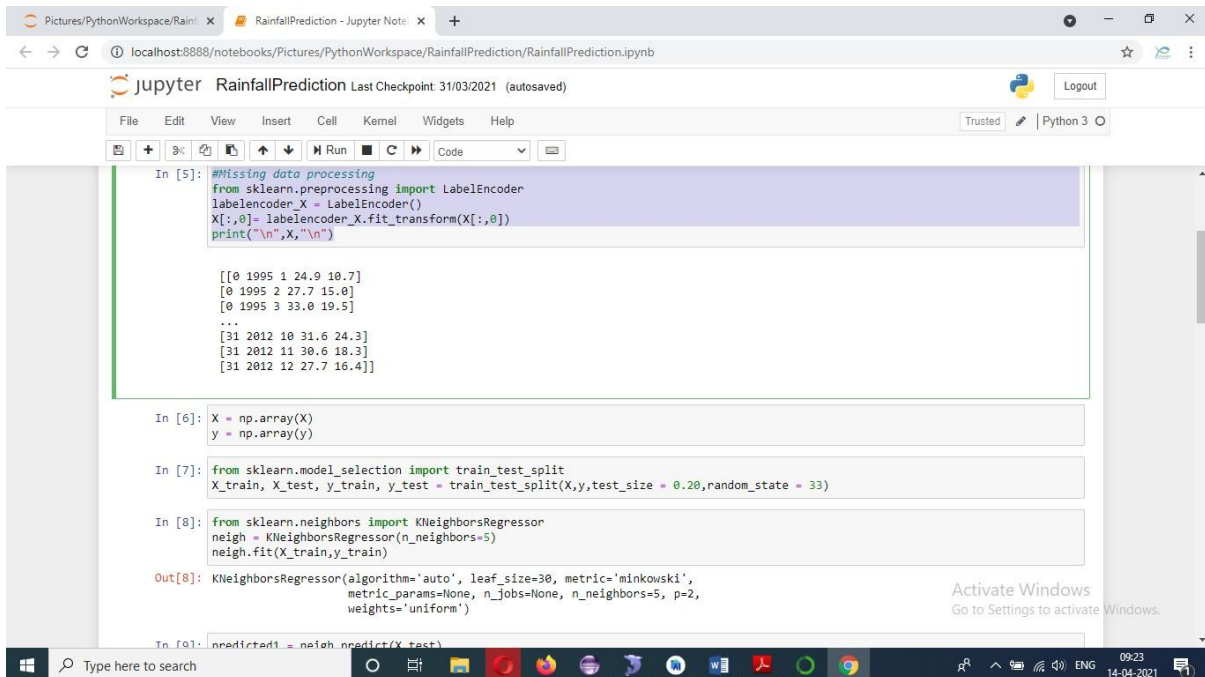 Pictures/PythonWorkspace/Rainf
RainfallPrediction - Jupyter Note
localhost:8888/notebooks/Pictures/PythonWorkspace/RainfallPrediction/RainfallPrediction.ipynb
jupyter RainfallPrediction Last Checkpoint: 31/03/2021 (autosaved)
Logout
File Edit View Insert Cell Kernel Widgets Help
Trusted
Python 3
Run
Code
In [5]: #Missing data processing
from sklearn.preprocessing import LabelEncoder
labelencoder_X = LabelEncoder()
X[:,0]= labelencoder_X.fit_transform(X[:,0])
print("\n",X,"\n")
[[0 1995 1 24.9 10.7]
[0 1995 2 27.7 15.0]
[0 1995 3 33.0 19.5]
...
[31 2012 10 31.6 24.3]
[31 2012 11 30.6 18.3]
[31 2012 12 27.7 16.4]]
In [6]: X = np.array(X)
y = np.array(y)
In [7]: from sklearn.model_selection import train_test_split
X_train, X_test, y_train, y_test = train_test_split(X,y,test_size = 0.20,random_state = 33)
In [8]: from sklearn.neighbors import KNeighborsRegressor
neigh = KNeighborsRegressor(n_neighbors=5)
neigh.fit(X_train,y_train)
Out[8]: KNeighborsRegressor(algorithm='auto', leaf_size=30, metric='minkowski',
metric_params=None, n_jobs=None, n_neighbors=5, p=2,
weights='uniform')
Activate Windows
Go to Settings to activate Windows.
In [9]: predicted1 = neigh.predict(X_test)
Type here to search
ENG
09:23
14-04-2021